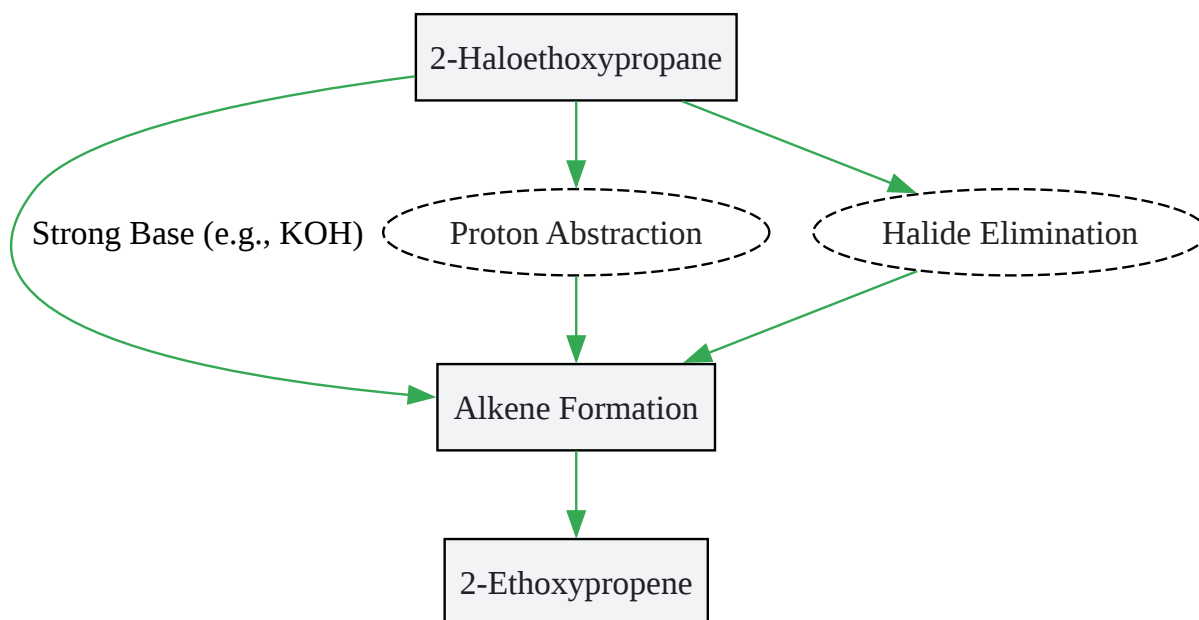 2-Haloethoxypropane
Strong Base (e.g., KOH)
Proton Abstraction
Halide Elimination
Alkene Formation
2-Ethoxypropene